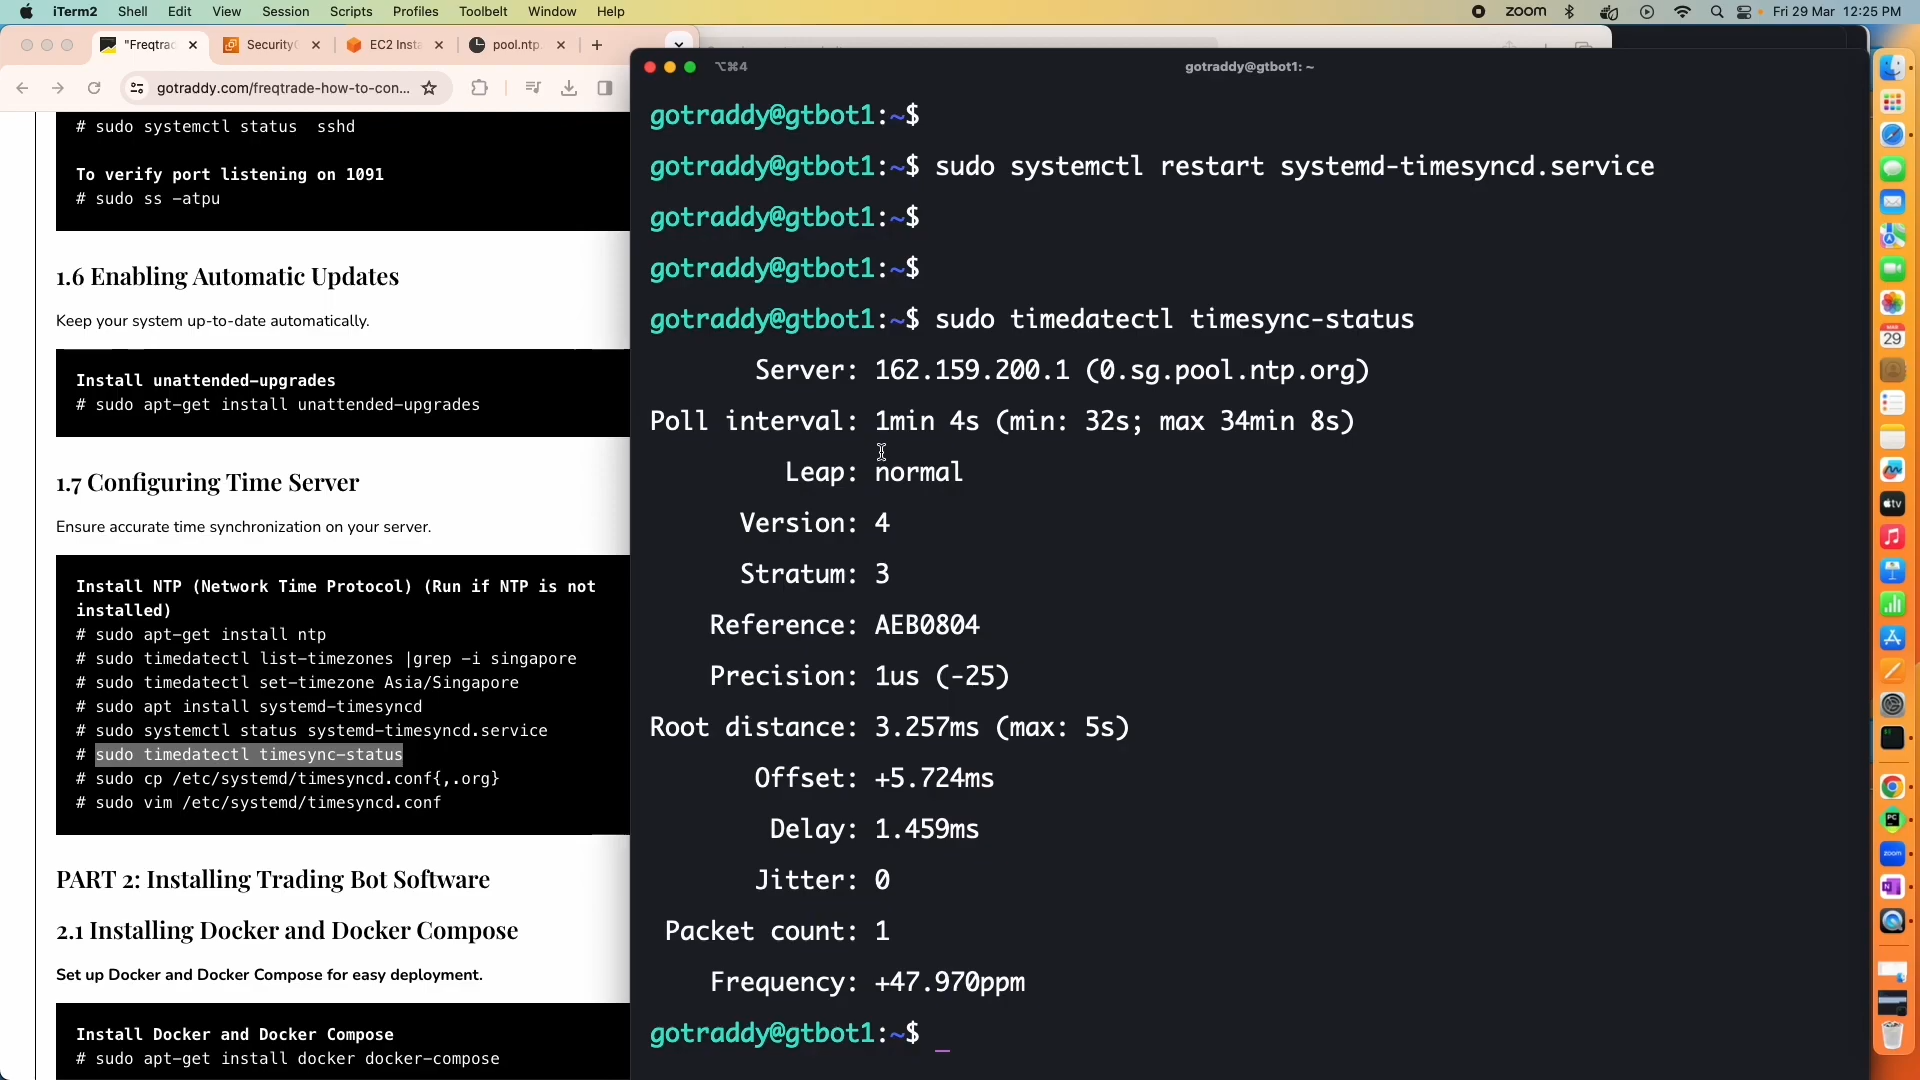 iTerm2 Shell Edit View Session Scripts Profiles Toolbelt Window Help
zoom Fri 29 Mar 12:25 PM
"Freqtrac
Security(
EC2 Insta
pool.ntp.
gotraddy.com/freqtrade-how-to-con...
# sudo systemctl status  sshd
To verify port listening on 1091
# sudo ss -atpu
1.6 Enabling Automatic Updates
Keep your system up-to-date automatically.
Install unattended-upgrades
# sudo apt-get install unattended-upgrades
1.7 Configuring Time Server
Ensure accurate time synchronization on your server.
Install NTP (Network Time Protocol) (Run if NTP is not
installed)
# sudo apt-get install ntp
# sudo timedatectl list-timezones |grep -i singapore
# sudo timedatectl set-timezone Asia/Singapore
# sudo apt install systemd-timesyncd
# sudo systemctl status systemd-timesyncd.service
# sudo timedatectl timesync-status
# sudo cp /etc/systemd/timesyncd.conf{,.org}
# sudo vim /etc/systemd/timesyncd.conf
PART 2: Installing Trading Bot Software
2.1 Installing Docker and Docker Compose
Set up Docker and Docker Compose for easy deployment.
Install Docker and Docker Compose
# sudo apt-get install docker docker-compose
⌥⌘4
gotraddy@gtbot1: ~
gotraddy@gtbot1:~$
gotraddy@gtbot1:~$ sudo systemctl restart systemd-timesyncd.service
gotraddy@gtbot1:~$
gotraddy@gtbot1:~$
gotraddy@gtbot1:~$ sudo timedatectl timesync-status
Server: 162.159.200.1 (0.sg.pool.ntp.org)
Poll interval: 1min 4s (min: 32s; max 34min 8s)
Leap: normal
Version: 4
Stratum: 3
Reference: AEB0804
Precision: 1us (-25)
Root distance: 3.257ms (max: 5s)
Offset: +5.724ms
Delay: 1.459ms
Jitter: 0
Packet count: 1
Frequency: +47.970ppm
gotraddy@gtbot1:~$ _
29
tv
PC
zoom
N